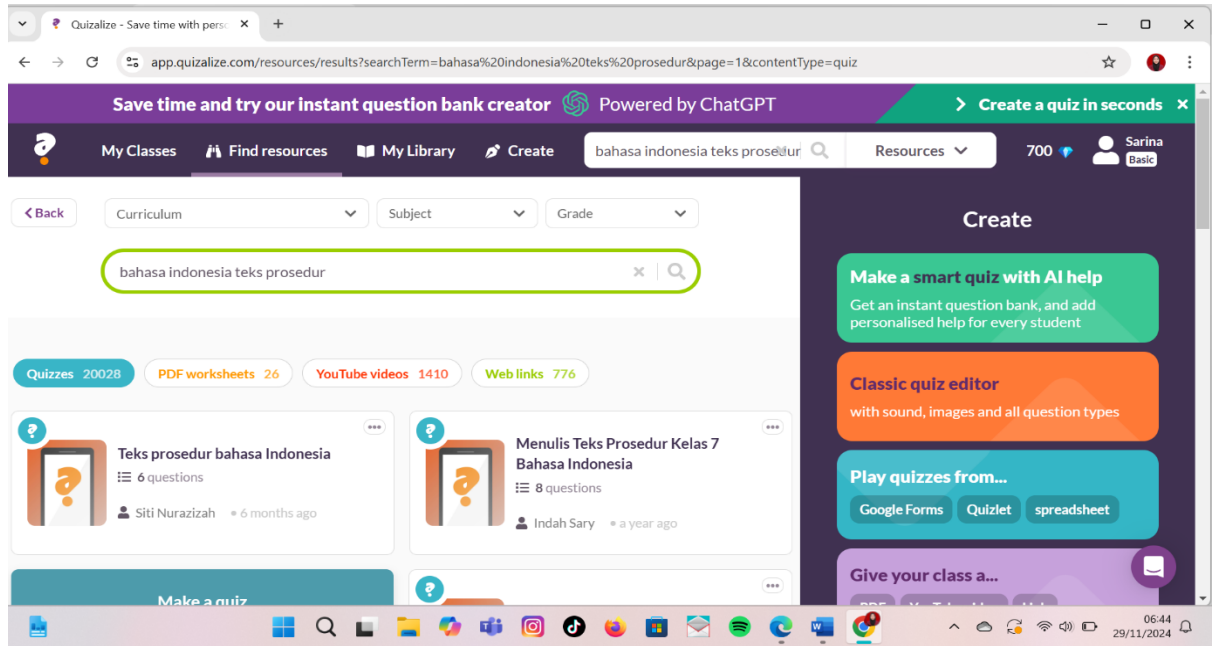 Quizalize - Save time with perso
app.quizalize.com/resources/results?searchTerm=bahasa%20indonesia%20teks%20prosedur&page=1&contentType=quiz
Save time and try our instant question bank creator Powered by ChatGPT
> Create a quiz in seconds ×
My Classes Find resources My Library Create bahasa indonesia teks prosedur Resources 700 Sarina
Basic
Back Curriculum Subject Grade
bahasa indonesia teks prosedur
Quizzes 20028 PDF worksheets 26 YouTube videos 1410 Web links 776
Teks prosedur bahasa Indonesia
6 questions
Siti Nurazizah • 6 months ago
Menulis Teks Prosedur Kelas 7
Bahasa Indonesia
8 questions
Indah Sary • a year ago
Make a quiz
Create
Make a smart quiz with AI help
Get an instant question bank, and add
personalised help for every student
Classic quiz editor
with sound, images and all question types
Play quizzes from...
Google Forms Quizlet spreadsheet
Give your class a...
06:44
29/11/2024